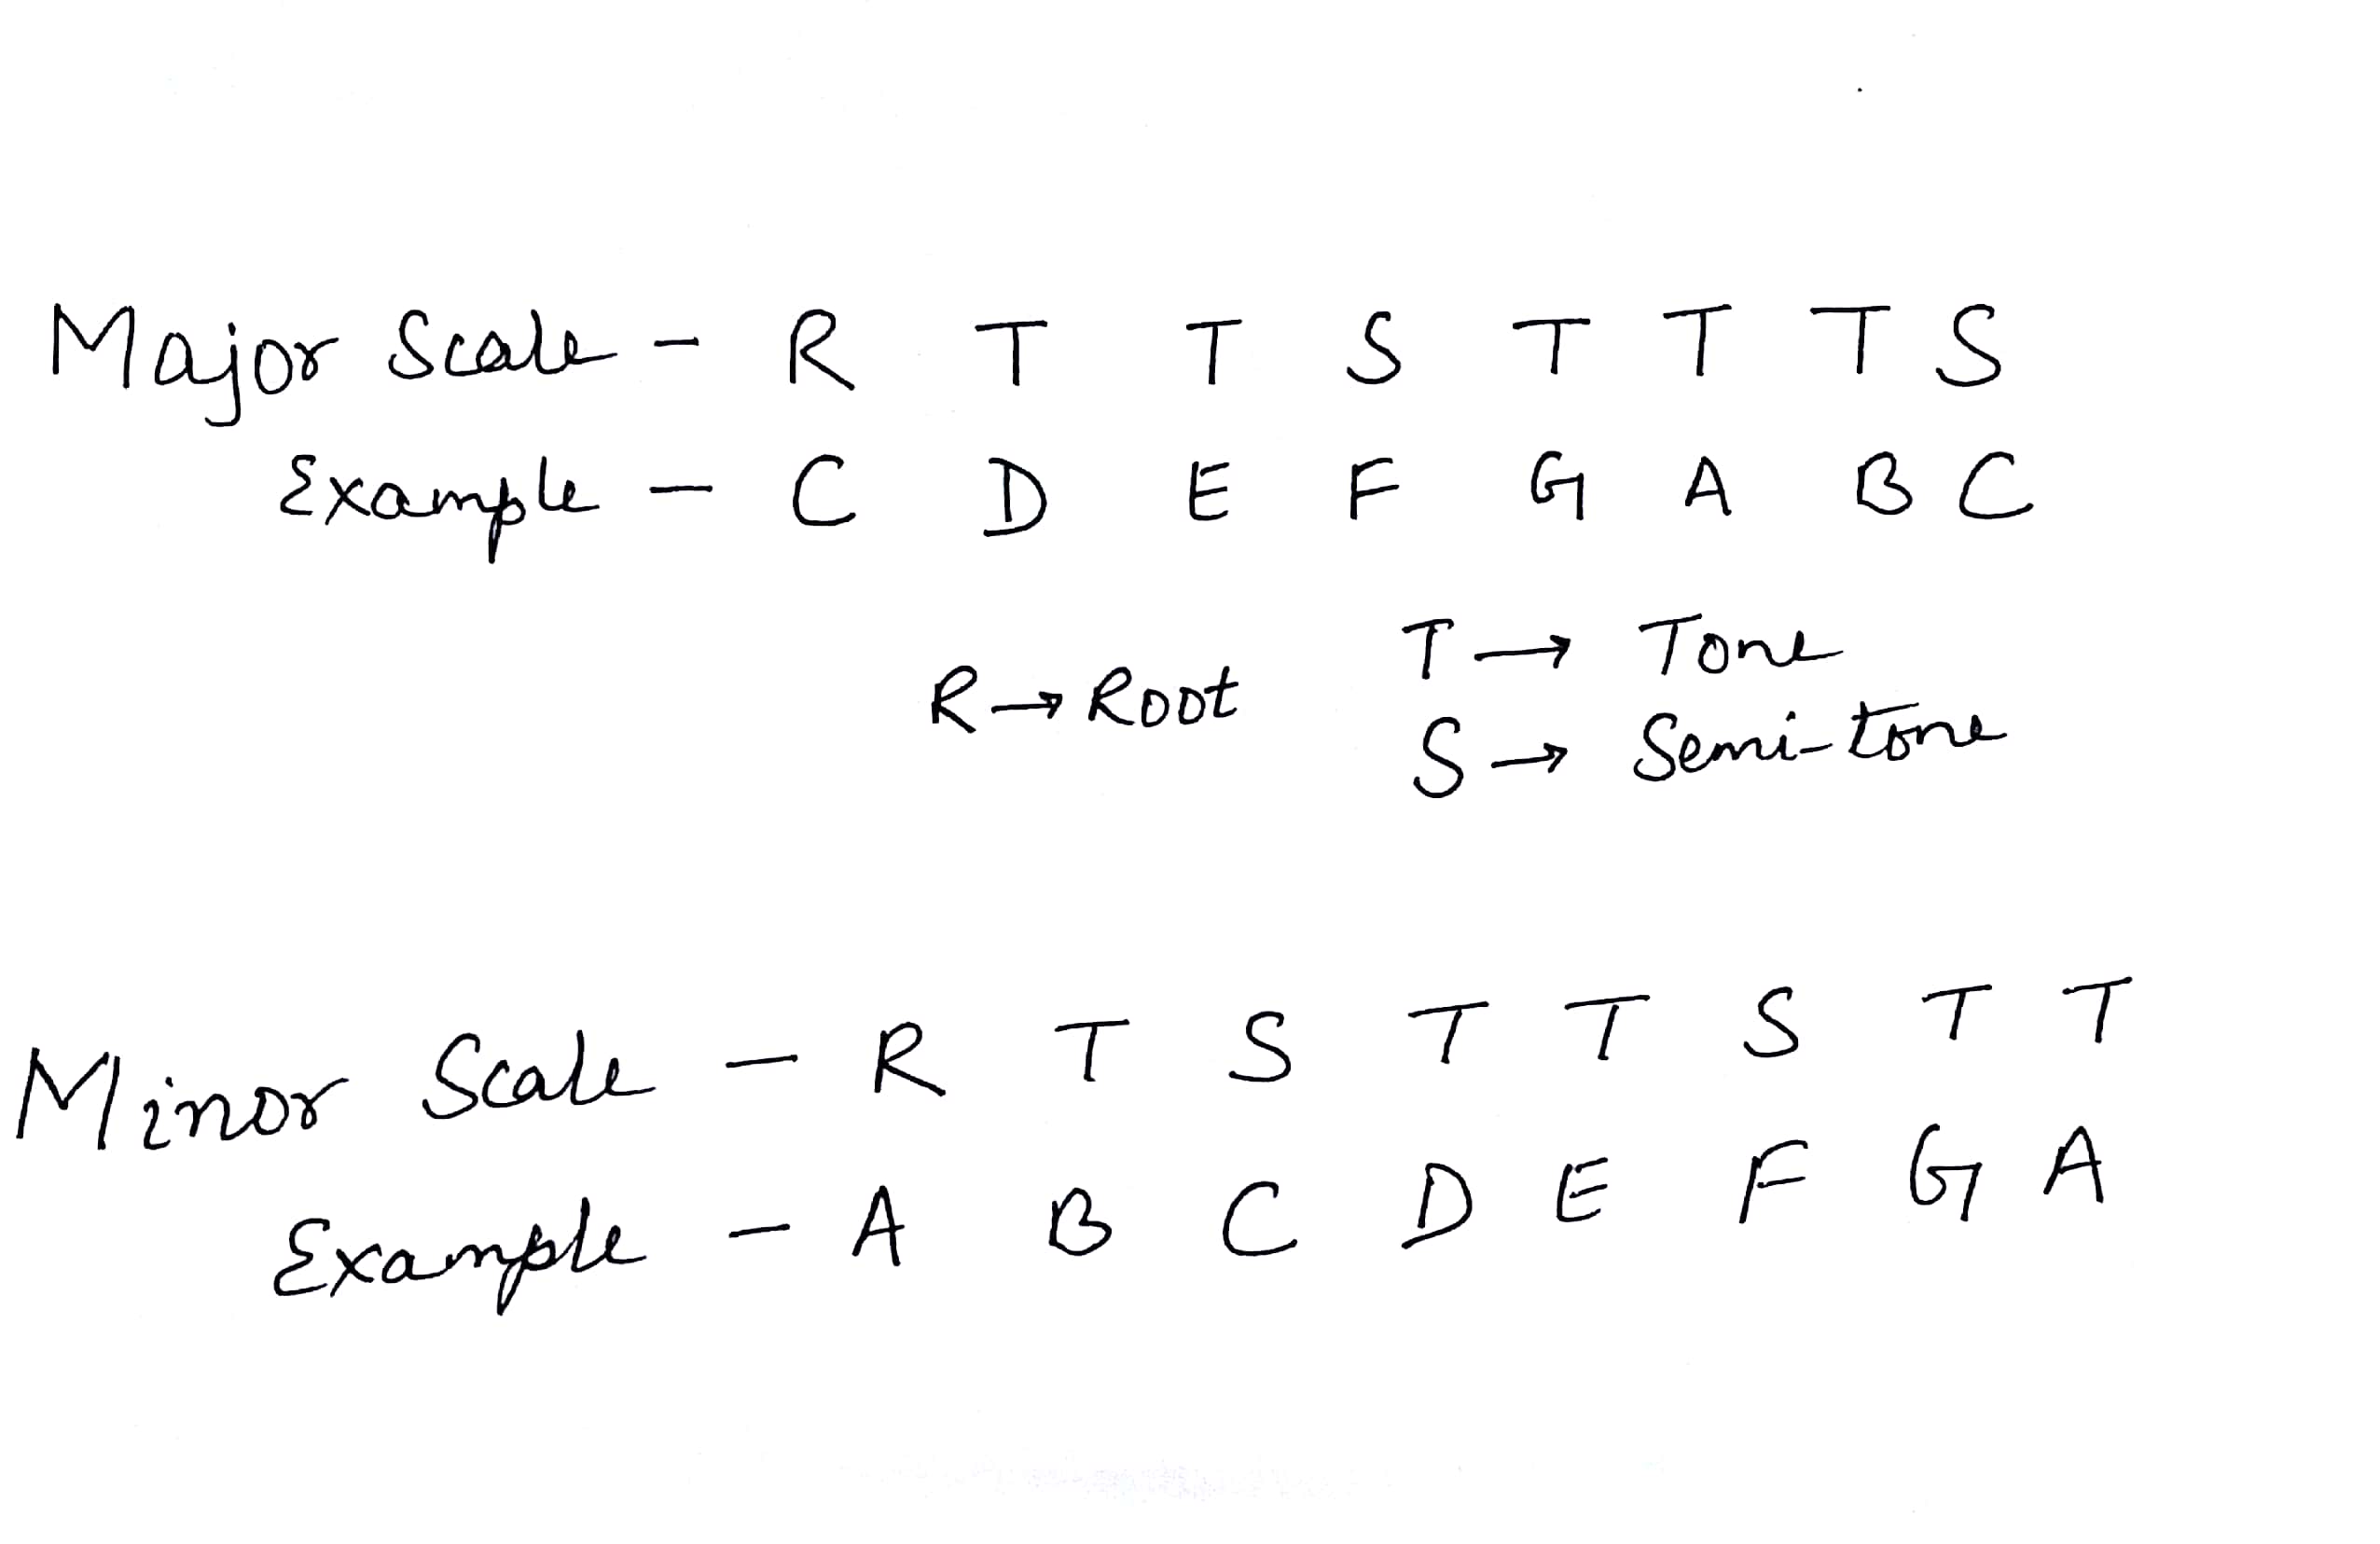 Major Scale - R T T S T T T S
Example - C D E F G A B C
T → Tone
R → Root
S → Semi-tone
Minor Scale - R T S T T S T T
Example - A B C D E F G A